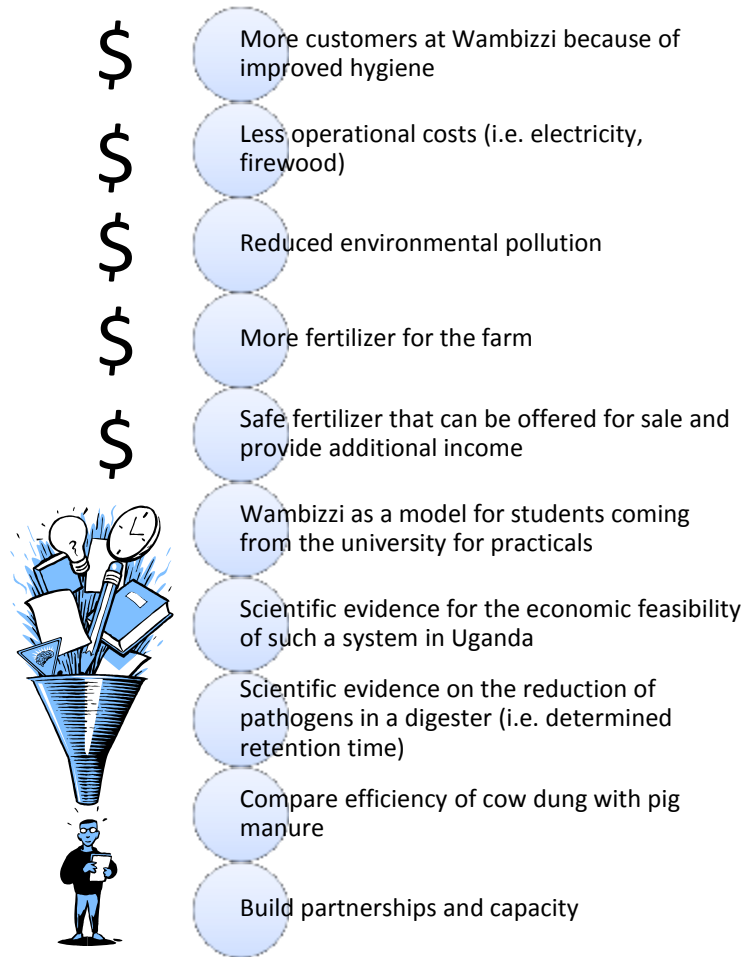 $
More customers at Wambizzi because of
improved hygiene
$
Less operational costs (i.e. electricity,
firewood)
$
Reduced environmental pollution
$
More fertilizer for the farm
$
Safe fertilizer that can be offered for sale and
provide additional income
?
Wambizzi as a model for students coming
from the university for practicals
Scientific evidence for the economic feasibility
of such a system in Uganda
Scientific evidence on the reduction of
pathogens in a digester (i.e. determined
retention time)
Compare efficiency of cow dung with pig
manure
Build partnerships and capacity